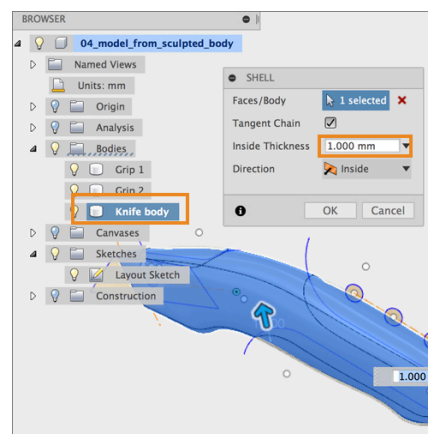 BROWSER
04_model_from_sculpted_body
Named Views
Units: mm
Origin
Analysis
Bodies
Grip 1
Grip 2
Knife body
Canvases
Sketches
Layout Sketch
Construction
SHELL
Faces/Body
1 selected
Tangent Chain
Inside Thickness
1.000 mm
Direction
Inside
OK
Cancel
1.000